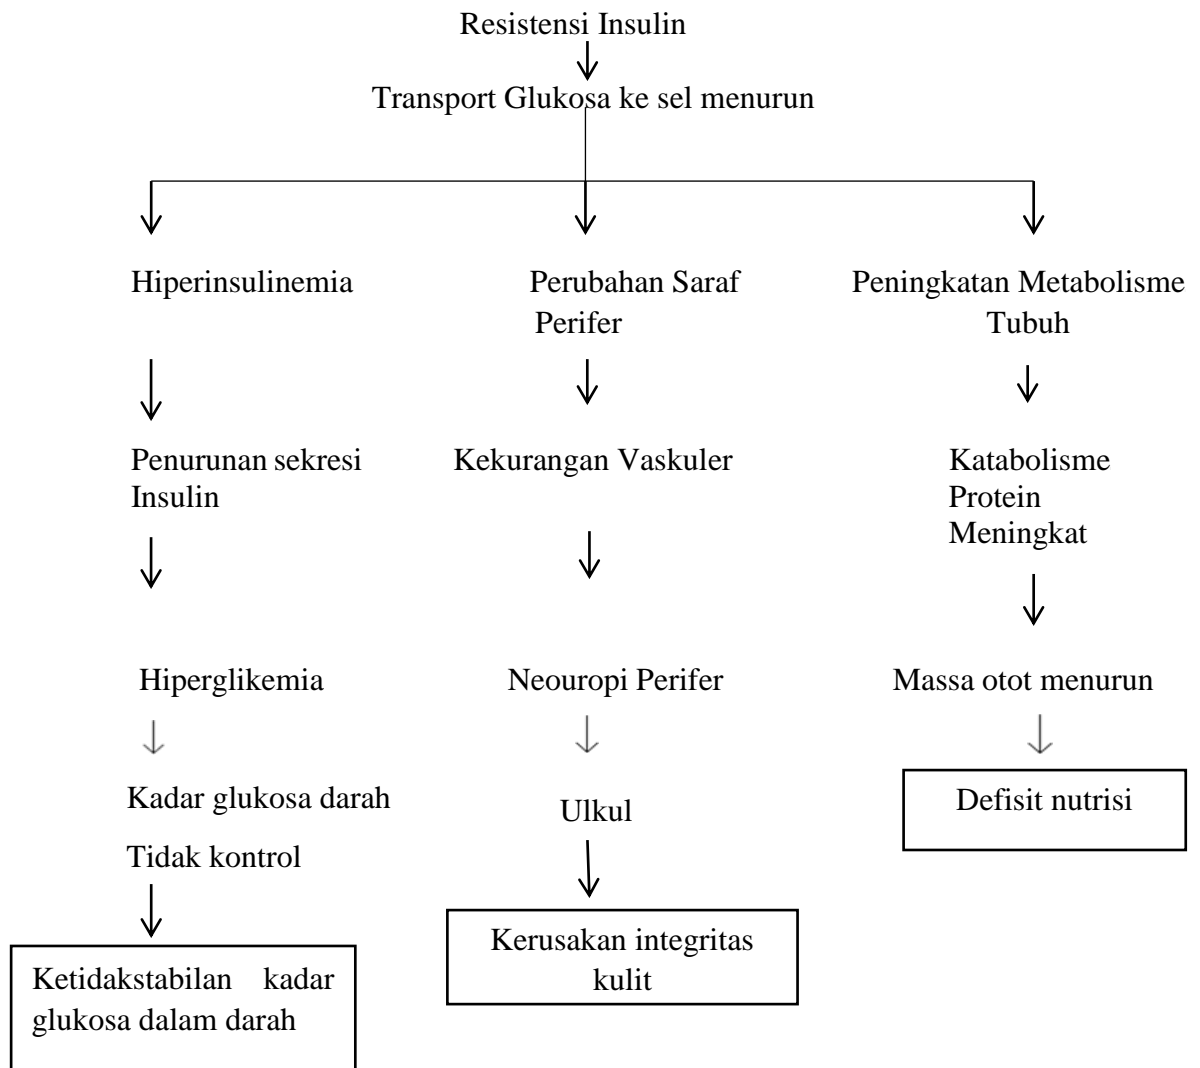 Resistensi Insulin
Transport Glukosa ke sel menurun
Hiperinsulinemia
Perubahan Saraf
Perifer
Peningkatan Metabolisme
Tubuh
Penurunan sekresi
Insulin
Kekurangan Vaskuler
Katabolisme
Protein
Meningkat
Hiperglikemia
Neouropi Perifer
Massa otot menurun
Kadar glukosa darah
Tidak kontrol
Ulkul
Defisit nutrisi
Ketidakstabilan kadar
glukosa dalam darah
Kerusakan integritas
kulit